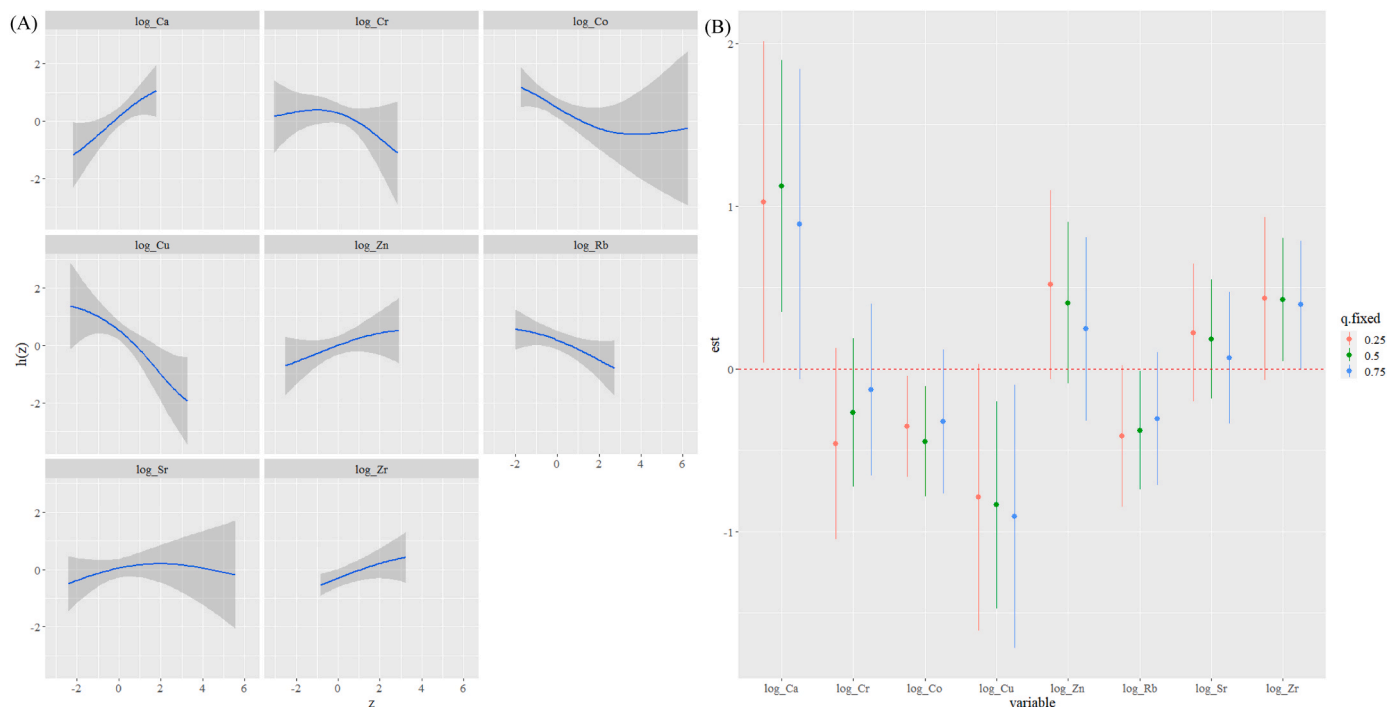 (A)
log_Ca
log_Cr
log_Co
2
0
-2
log_Cu
log_Zn
log_Rb
h(z)
2
0
-2
-2 0 2 4 6
log_Sr
log_Zr
2
0
-2
-2 0 2 4 6
-2 0 2 4 6
z
(B)
2
1
0
-1
est
log_Ca log_Cr log_Co log_Cu log_Zn log_Rb log_Sr log_Zr
variable
q.fixed
0.25
0.5
0.75